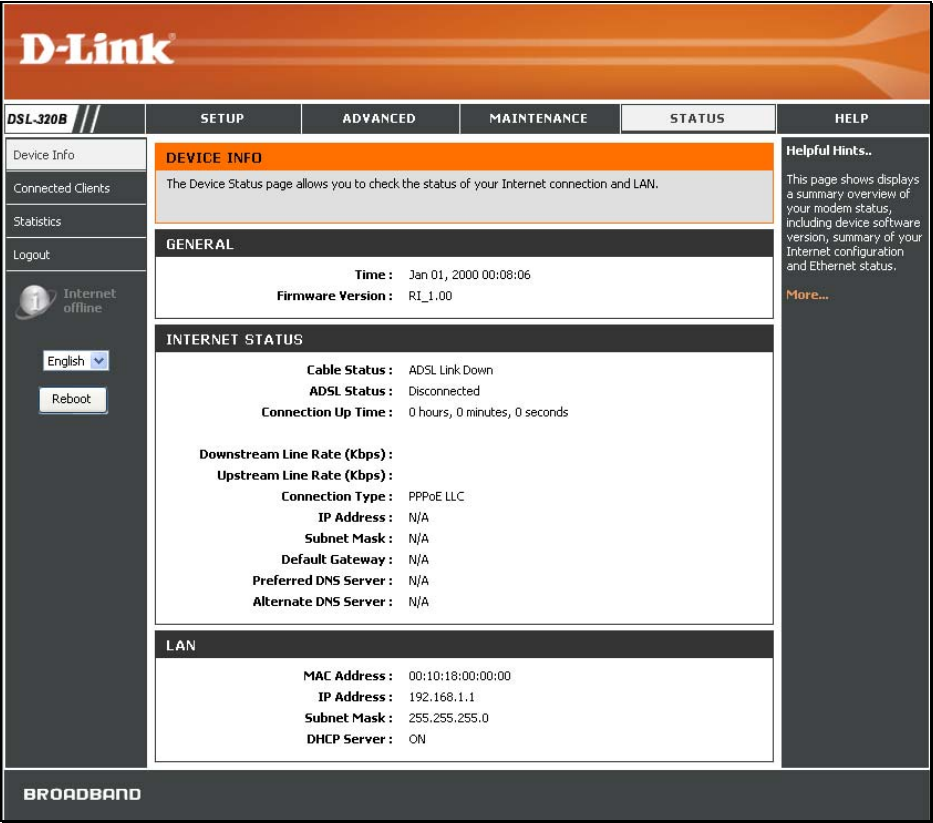 D-Link
DSL-320B
SETUP
ADVANCED
MAINTENANCE
STATUS
HELP
Device Info
Connected Clients
Statistics
Logout
Internet
offline
English
Reboot
DEVICE INFO
The Device Status page allows you to check the status of your Internet connection and LAN.
GENERAL
Time : Jan 01, 2000 00:08:06
Firmware Version : RI_1.00
INTERNET STATUS
Cable Status : ADSL Link Down
ADSL Status : Disconnected
Connection Up Time : 0 hours, 0 minutes, 0 seconds
Downstream Line Rate (Kbps) :
Upstream Line Rate (Kbps) :
Connection Type : PPPoE LLC
IP Address : N/A
Subnet Mask : N/A
Default Gateway : N/A
Preferred DNS Server : N/A
Alternate DNS Server : N/A
LAN
MAC Address : 00:10:18:00:00:00
IP Address : 192.168.1.1
Subnet Mask : 255.255.255.0
DHCP Server : ON
Helpful Hints..
This page shows displays
a summary overview of
your modem status,
including device software
version, summary of your
Internet configuration
and Ethernet status.
More...
BROADBAND